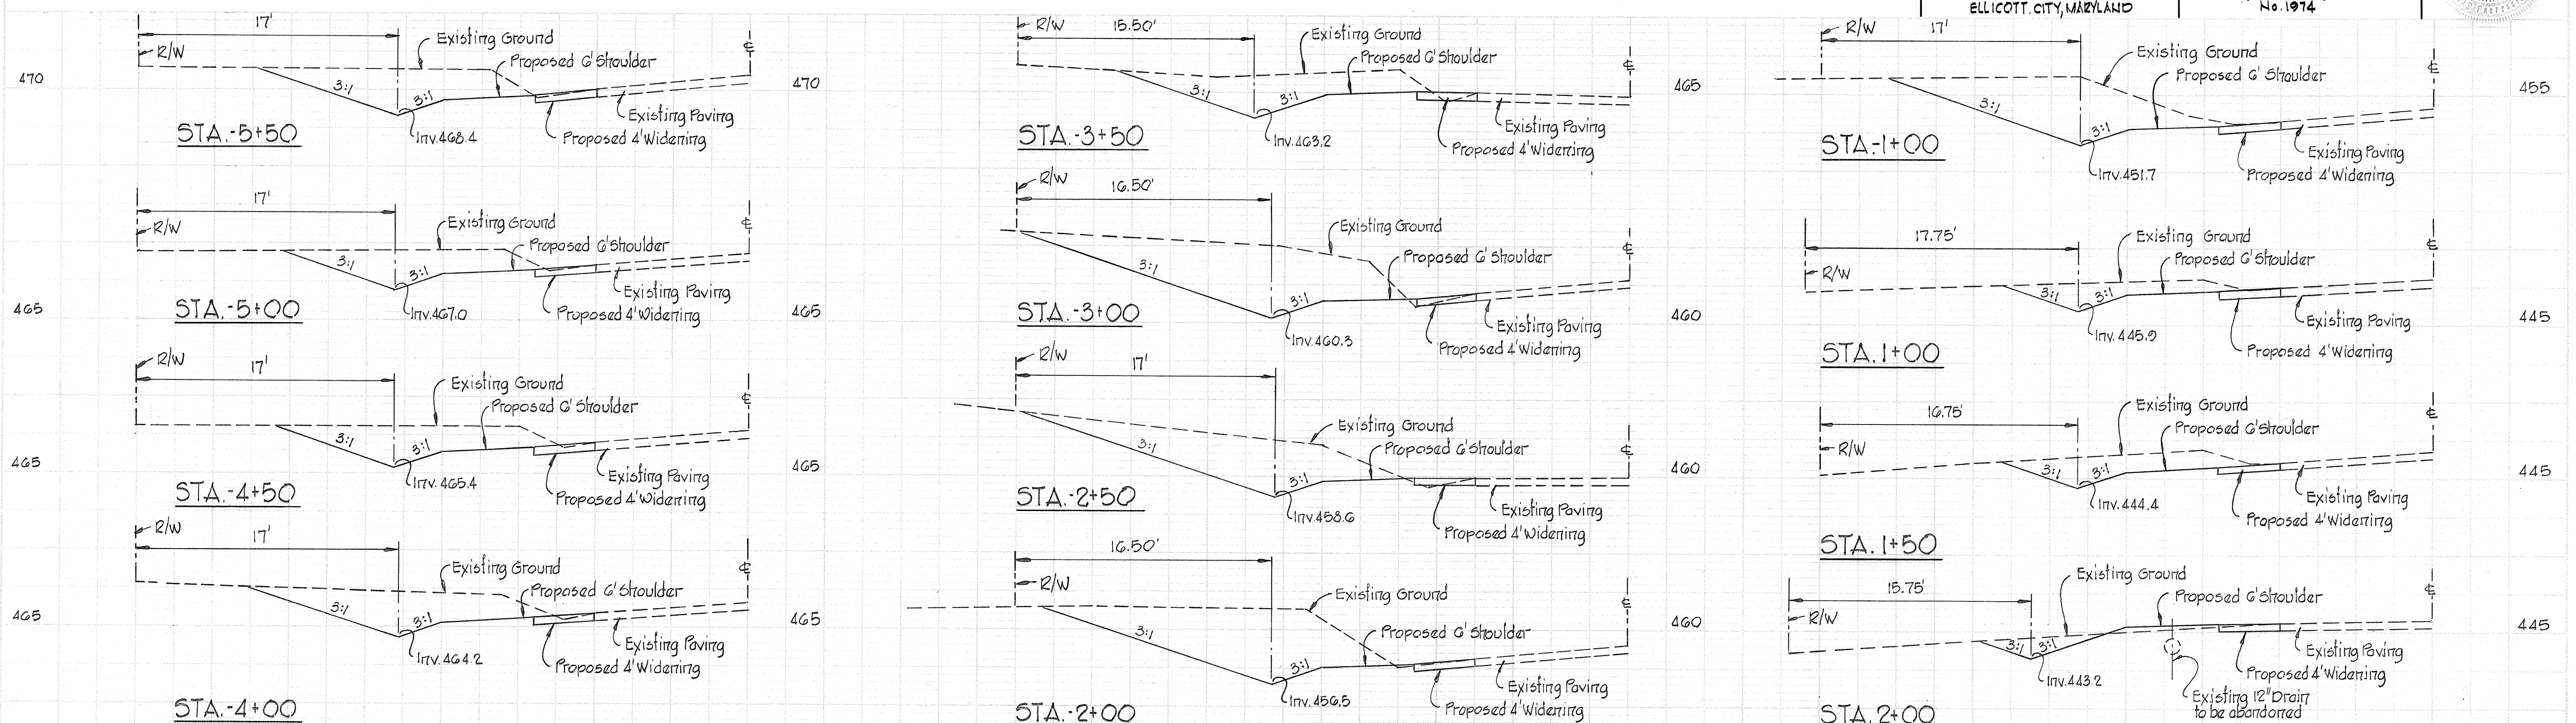 ELLICOTT CITY, MARYLAND
No. 1974
17'
R/W
Existing Ground
Proposed 6' Shoulder
℄
470
3:1
3:1
470
Existing Paving
Inv. 468.4
Proposed 4' Widening
STA. -5+50
17'
R/W
Existing Ground
Proposed 6' Shoulder
℄
3:1
3:1
Existing Paving
465
Inv. 467.0
Proposed 4' Widening
465
STA. -5+00
R/W
17'
Existing Ground
Proposed 6' Shoulder
℄
3:1
3:1
465
Existing Paving
465
Inv. 465.4
Proposed 4' Widening
STA. -4+50
R/W
17'
Existing Ground
Proposed 6' Shoulder
℄
465
3:1
3:1
465
Existing Paving
Inv. 464.2
Proposed 4' Widening
STA. -4+00
R/W
15.50'
Existing Ground
Proposed 6' Shoulder
℄
3:1
3:1
465
Existing Paving
Inv. 463.2
Proposed 4' Widening
STA. -3+50
R/W
16.50'
Existing Ground
Proposed 6' Shoulder
℄
3:1
3:1
460
Existing Paving
Inv. 460.3
Proposed 4' Widening
STA. -3+00
R/W
17'
Existing Ground
Proposed 6' Shoulder
℄
3:1
3:1
460
Existing Paving
Inv. 458.6
Proposed 4' Widening
STA. -2+50
16.50'
R/W
Existing Ground
Proposed 6' Shoulder
℄
460
3:1
3:1
Existing Paving
Inv. 456.5
Proposed 4' Widening
STA. -2+00
R/W
17'
Existing Ground
Proposed 6' Shoulder
℄
455
3:1
3:1
Existing Paving
Inv. 451.7
Proposed 4' Widening
STA. -1+00
17.75'
R/W
Existing Ground
Proposed 6' Shoulder
℄
3:1
3:1
445
Existing Paving
Inv. 445.9
Proposed 4' Widening
STA. 1+00
16.75'
R/W
Existing Ground
Proposed 6' Shoulder
℄
3:1
3:1
445
Existing Paving
Inv. 444.4
Proposed 4' Widening
STA. 1+50
15.75'
R/W
Existing Ground
Proposed 6' Shoulder
℄
445
3:1
3:1
Existing Paving
Inv. 443.2
Proposed 4' Widening
Existing 12" Drain
to be abandoned
STA. 2+00